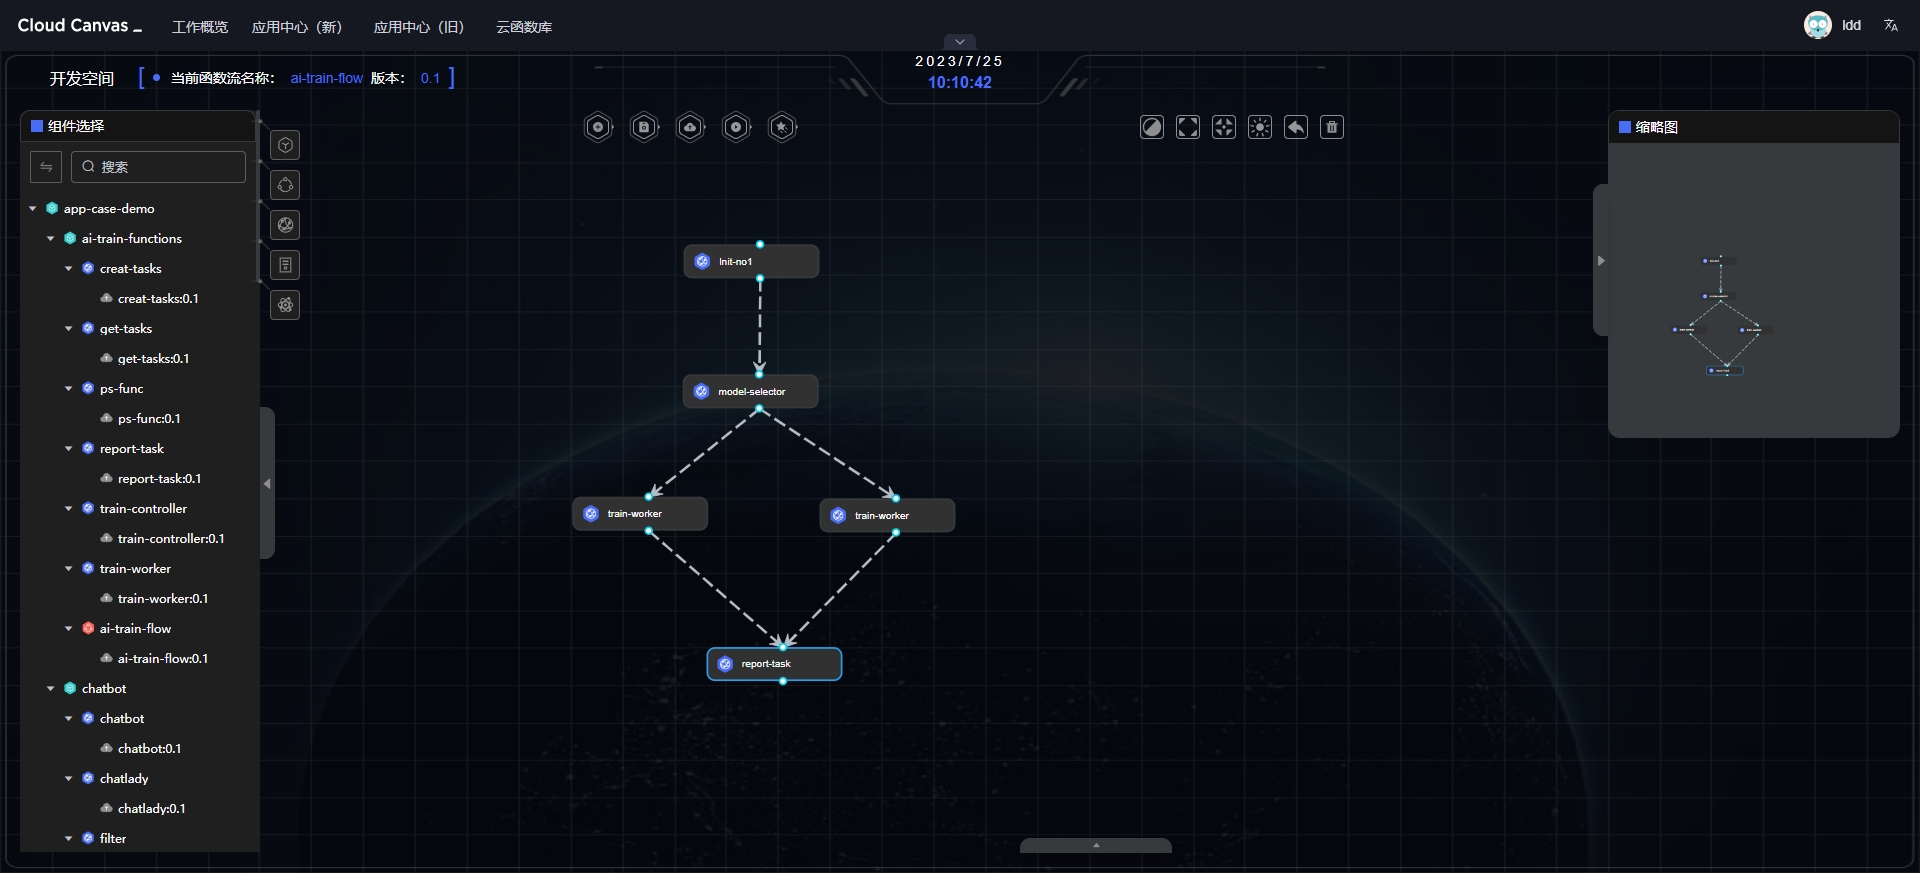 Cloud Canvas _ 工作概览 应用中心（新） 应用中心（旧） 云函数库 ldd
2023/7/25
10:10:42
开发空间 [ • 当前函数流名称： ai-train-flow 版本： 0.1 ]
组件选择
搜索
app-case-demo
ai-train-functions
creat-tasks
creat-tasks:0.1
get-tasks
get-tasks:0.1
ps-func
ps-func:0.1
report-task
report-task:0.1
train-controller
train-controller:0.1
train-worker
train-worker:0.1
ai-train-flow
ai-train-flow:0.1
chatbot
chatbot
chatbot:0.1
chatlady
chatlady:0.1
filter
Init-no1
model-selector
train-worker
train-worker
report-task
缩略图